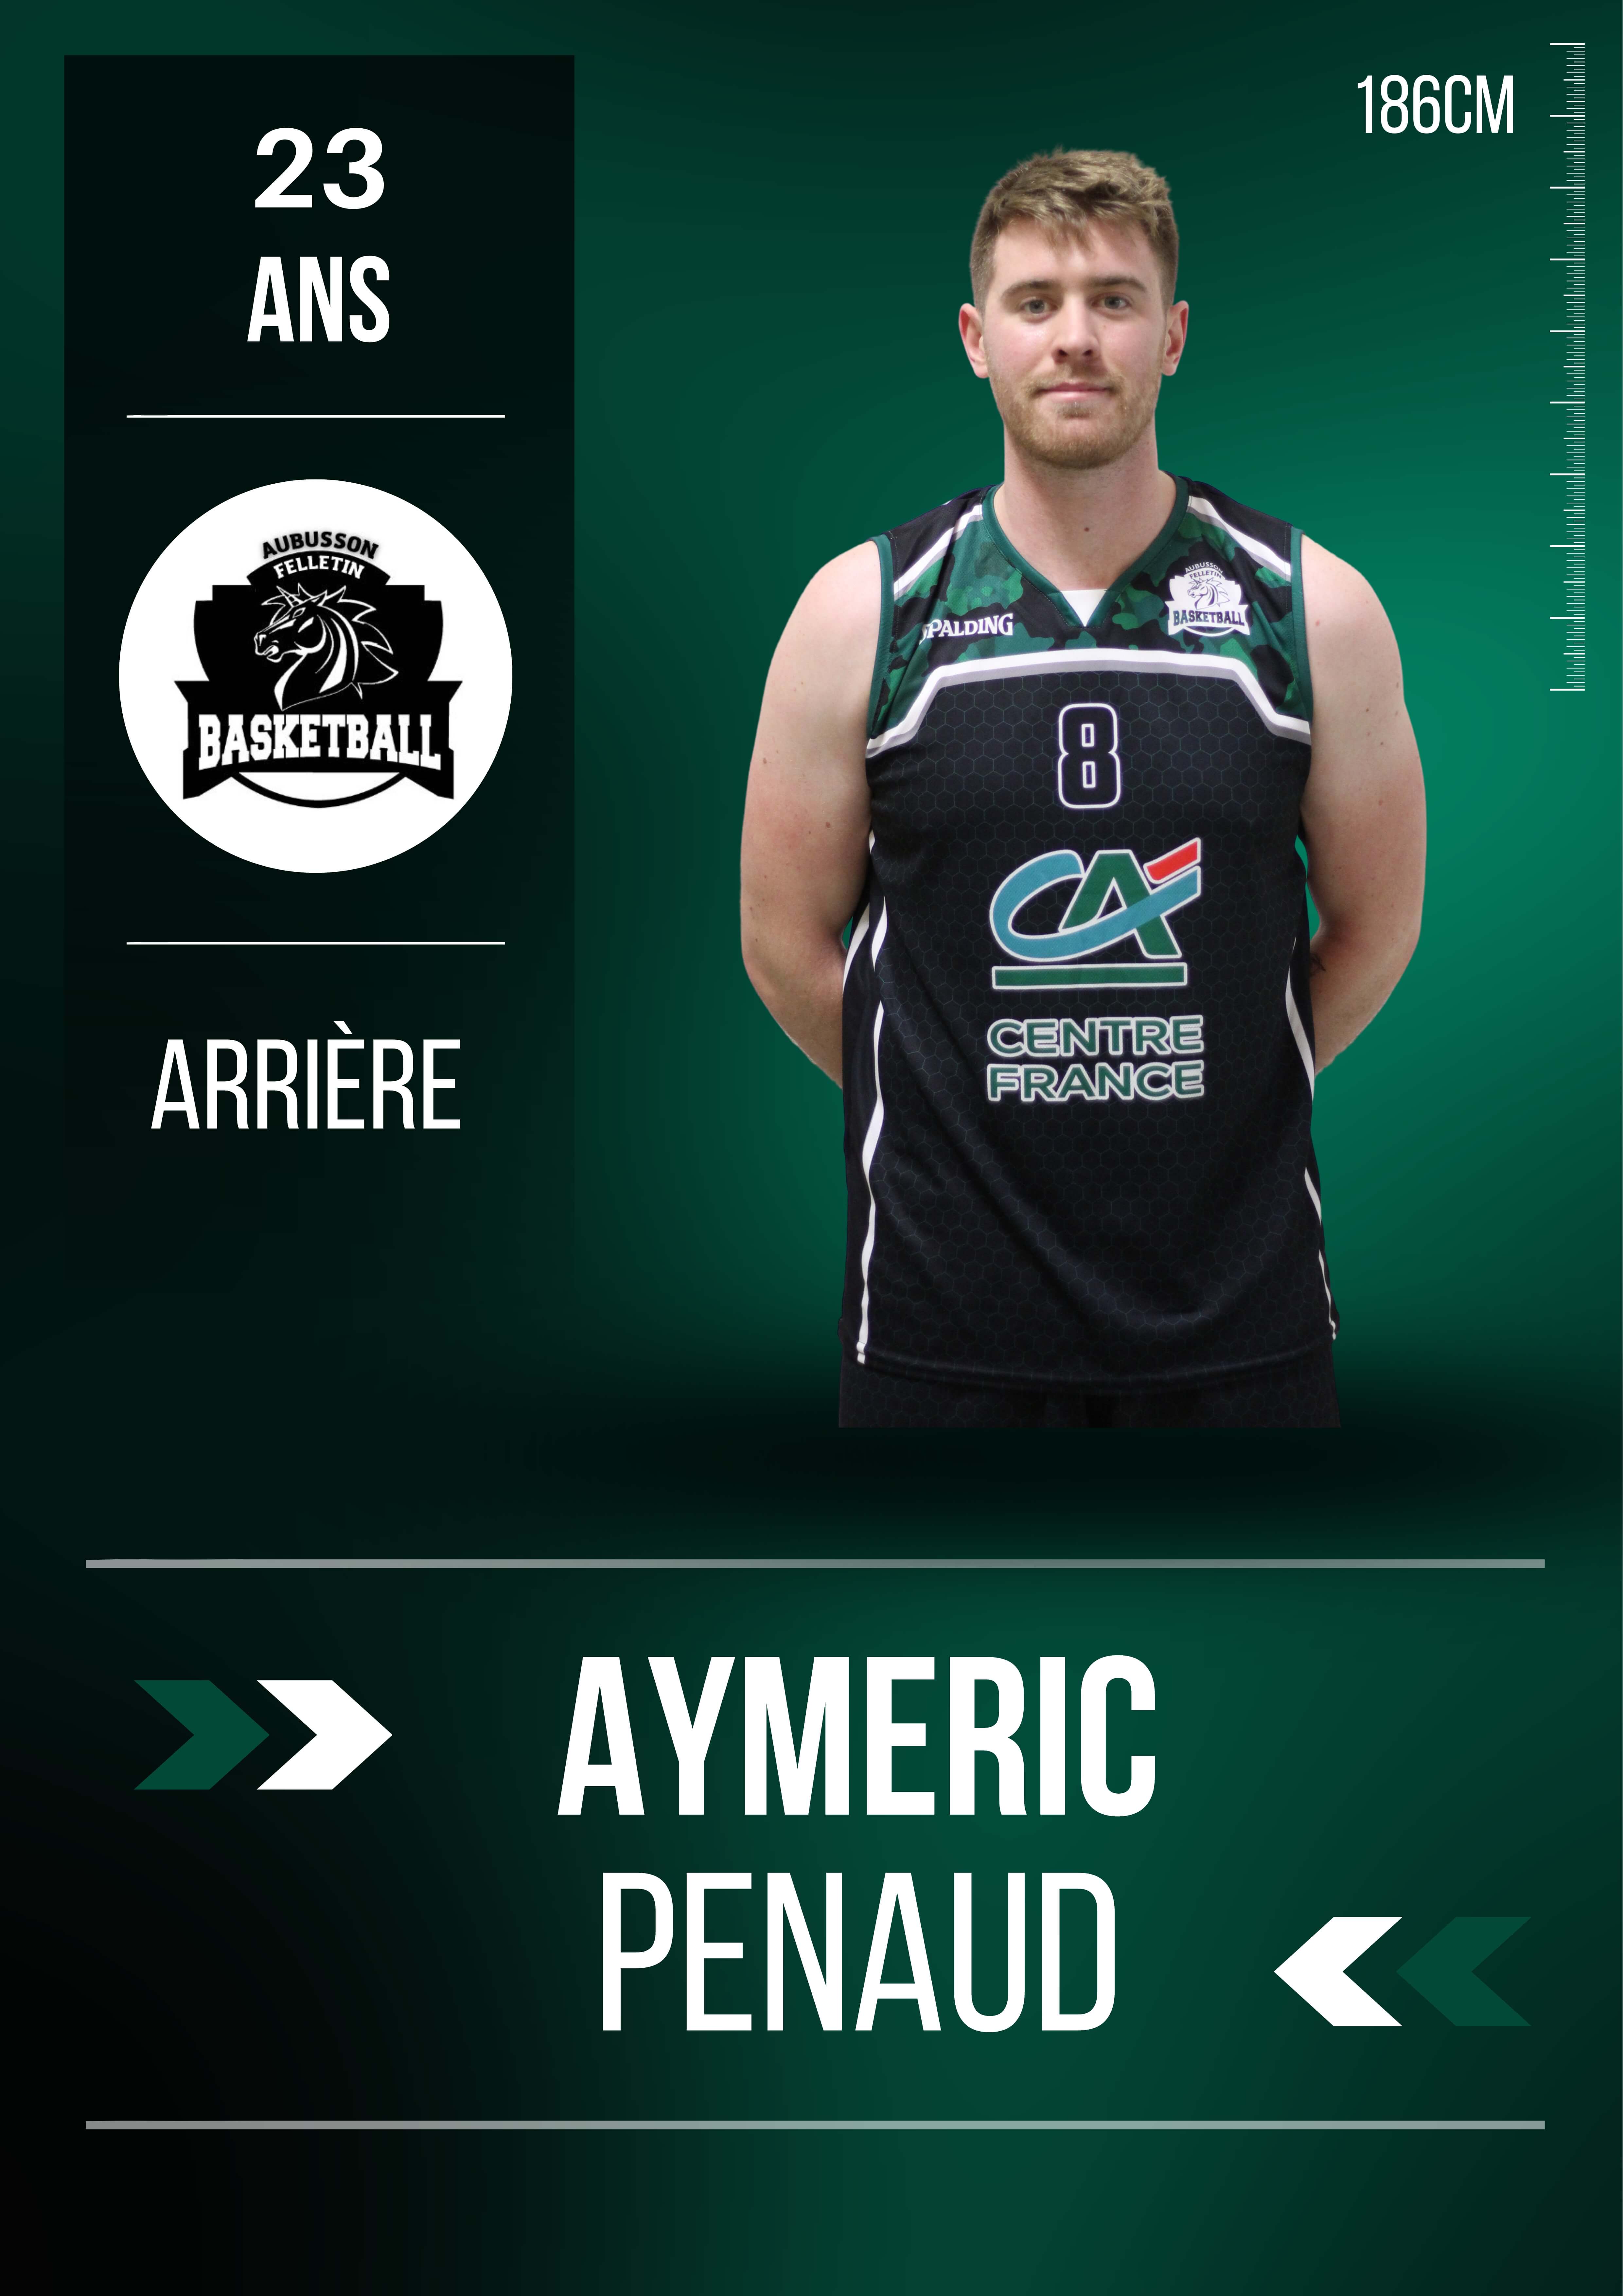 186CM
23
ANS
AUBUSSON
FELLETIN
BASKETBALL
ARRIÈRE
SPALDING
AUBUSSON
FELLETIN
BASKETBALL
8
CA
CENTRE
FRANCE
AYMERIC
PENAUD